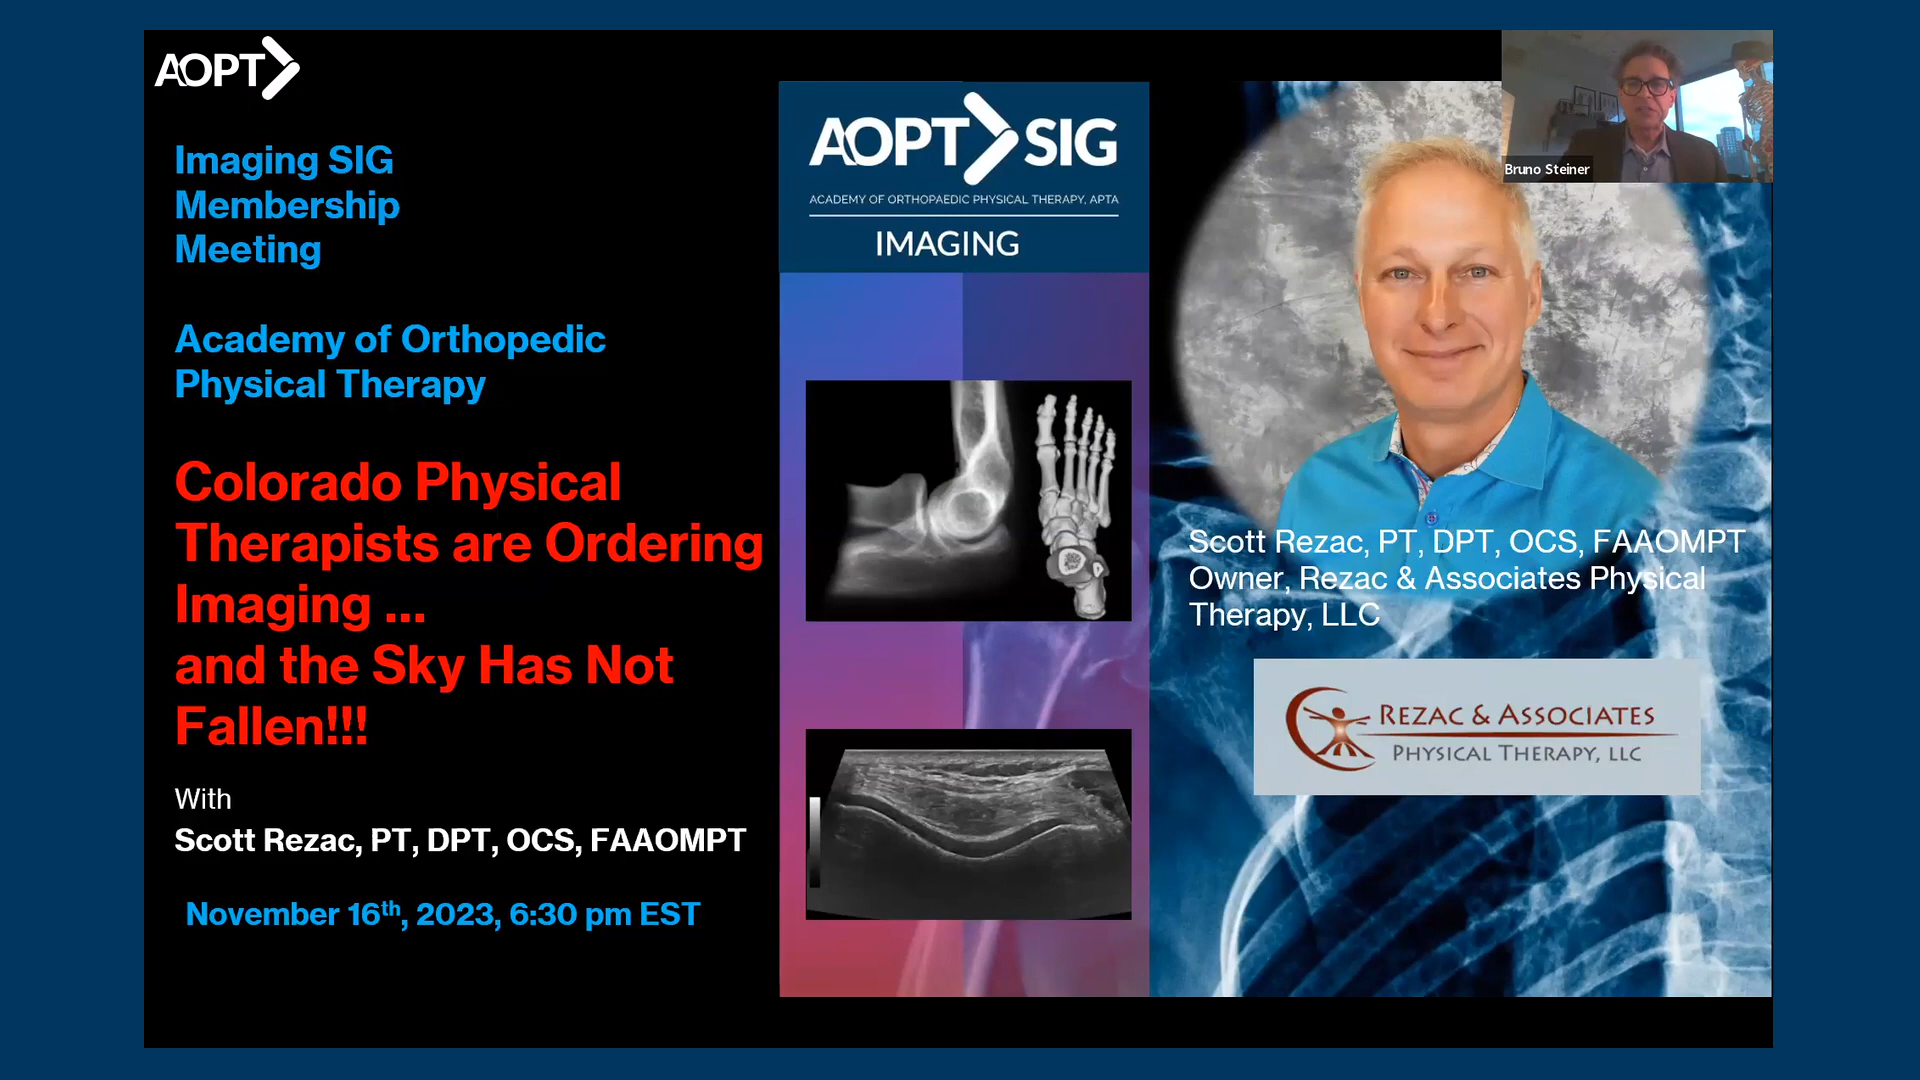 AOPT
Imaging SIG
Membership
Meeting
Academy of Orthopedic
Physical Therapy
Colorado Physical
Therapists are Ordering
Imaging ...
and the Sky Has Not
Fallen!!!
With
Scott Rezac, PT, DPT, OCS, FAAOMPT
November 16th, 2023, 6:30 pm EST
AOPT SIG
ACADEMY OF ORTHOPAEDIC PHYSICAL THERAPY, APTA
IMAGING
Bruno Steiner
Scott Rezac, PT, DPT, OCS, FAAOMPT
Owner, Rezac & Associates Physical
Therapy, LLC
REZAC & ASSOCIATES
PHYSICAL THERAPY, LLC